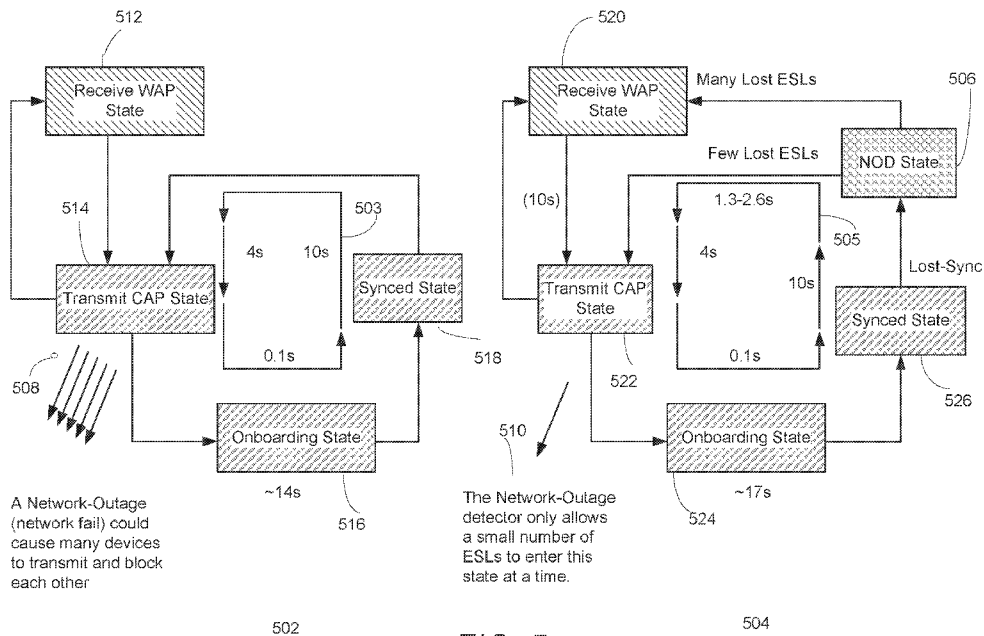 512
Receive WAP
State
514
Transmit CAP State
4s
10s
503
0.1s
Synced State
518
508
Onboarding State
~14s
516
A Network-Outage
(network fail) could
cause many devices
to transmit and block
each other
502
520
Receive WAP
State
Many Lost ESLs
506
NOD State
Few Lost ESLs
(10s)
1.3-2.6s
505
4s
10s
Lost-Sync
Transmit CAP
State
522
0.1s
Synced State
526
510
Onboarding State
~17s
524
The Network-Outage
detector only allows
a small number of
ESLs to enter this
state at a time.
504